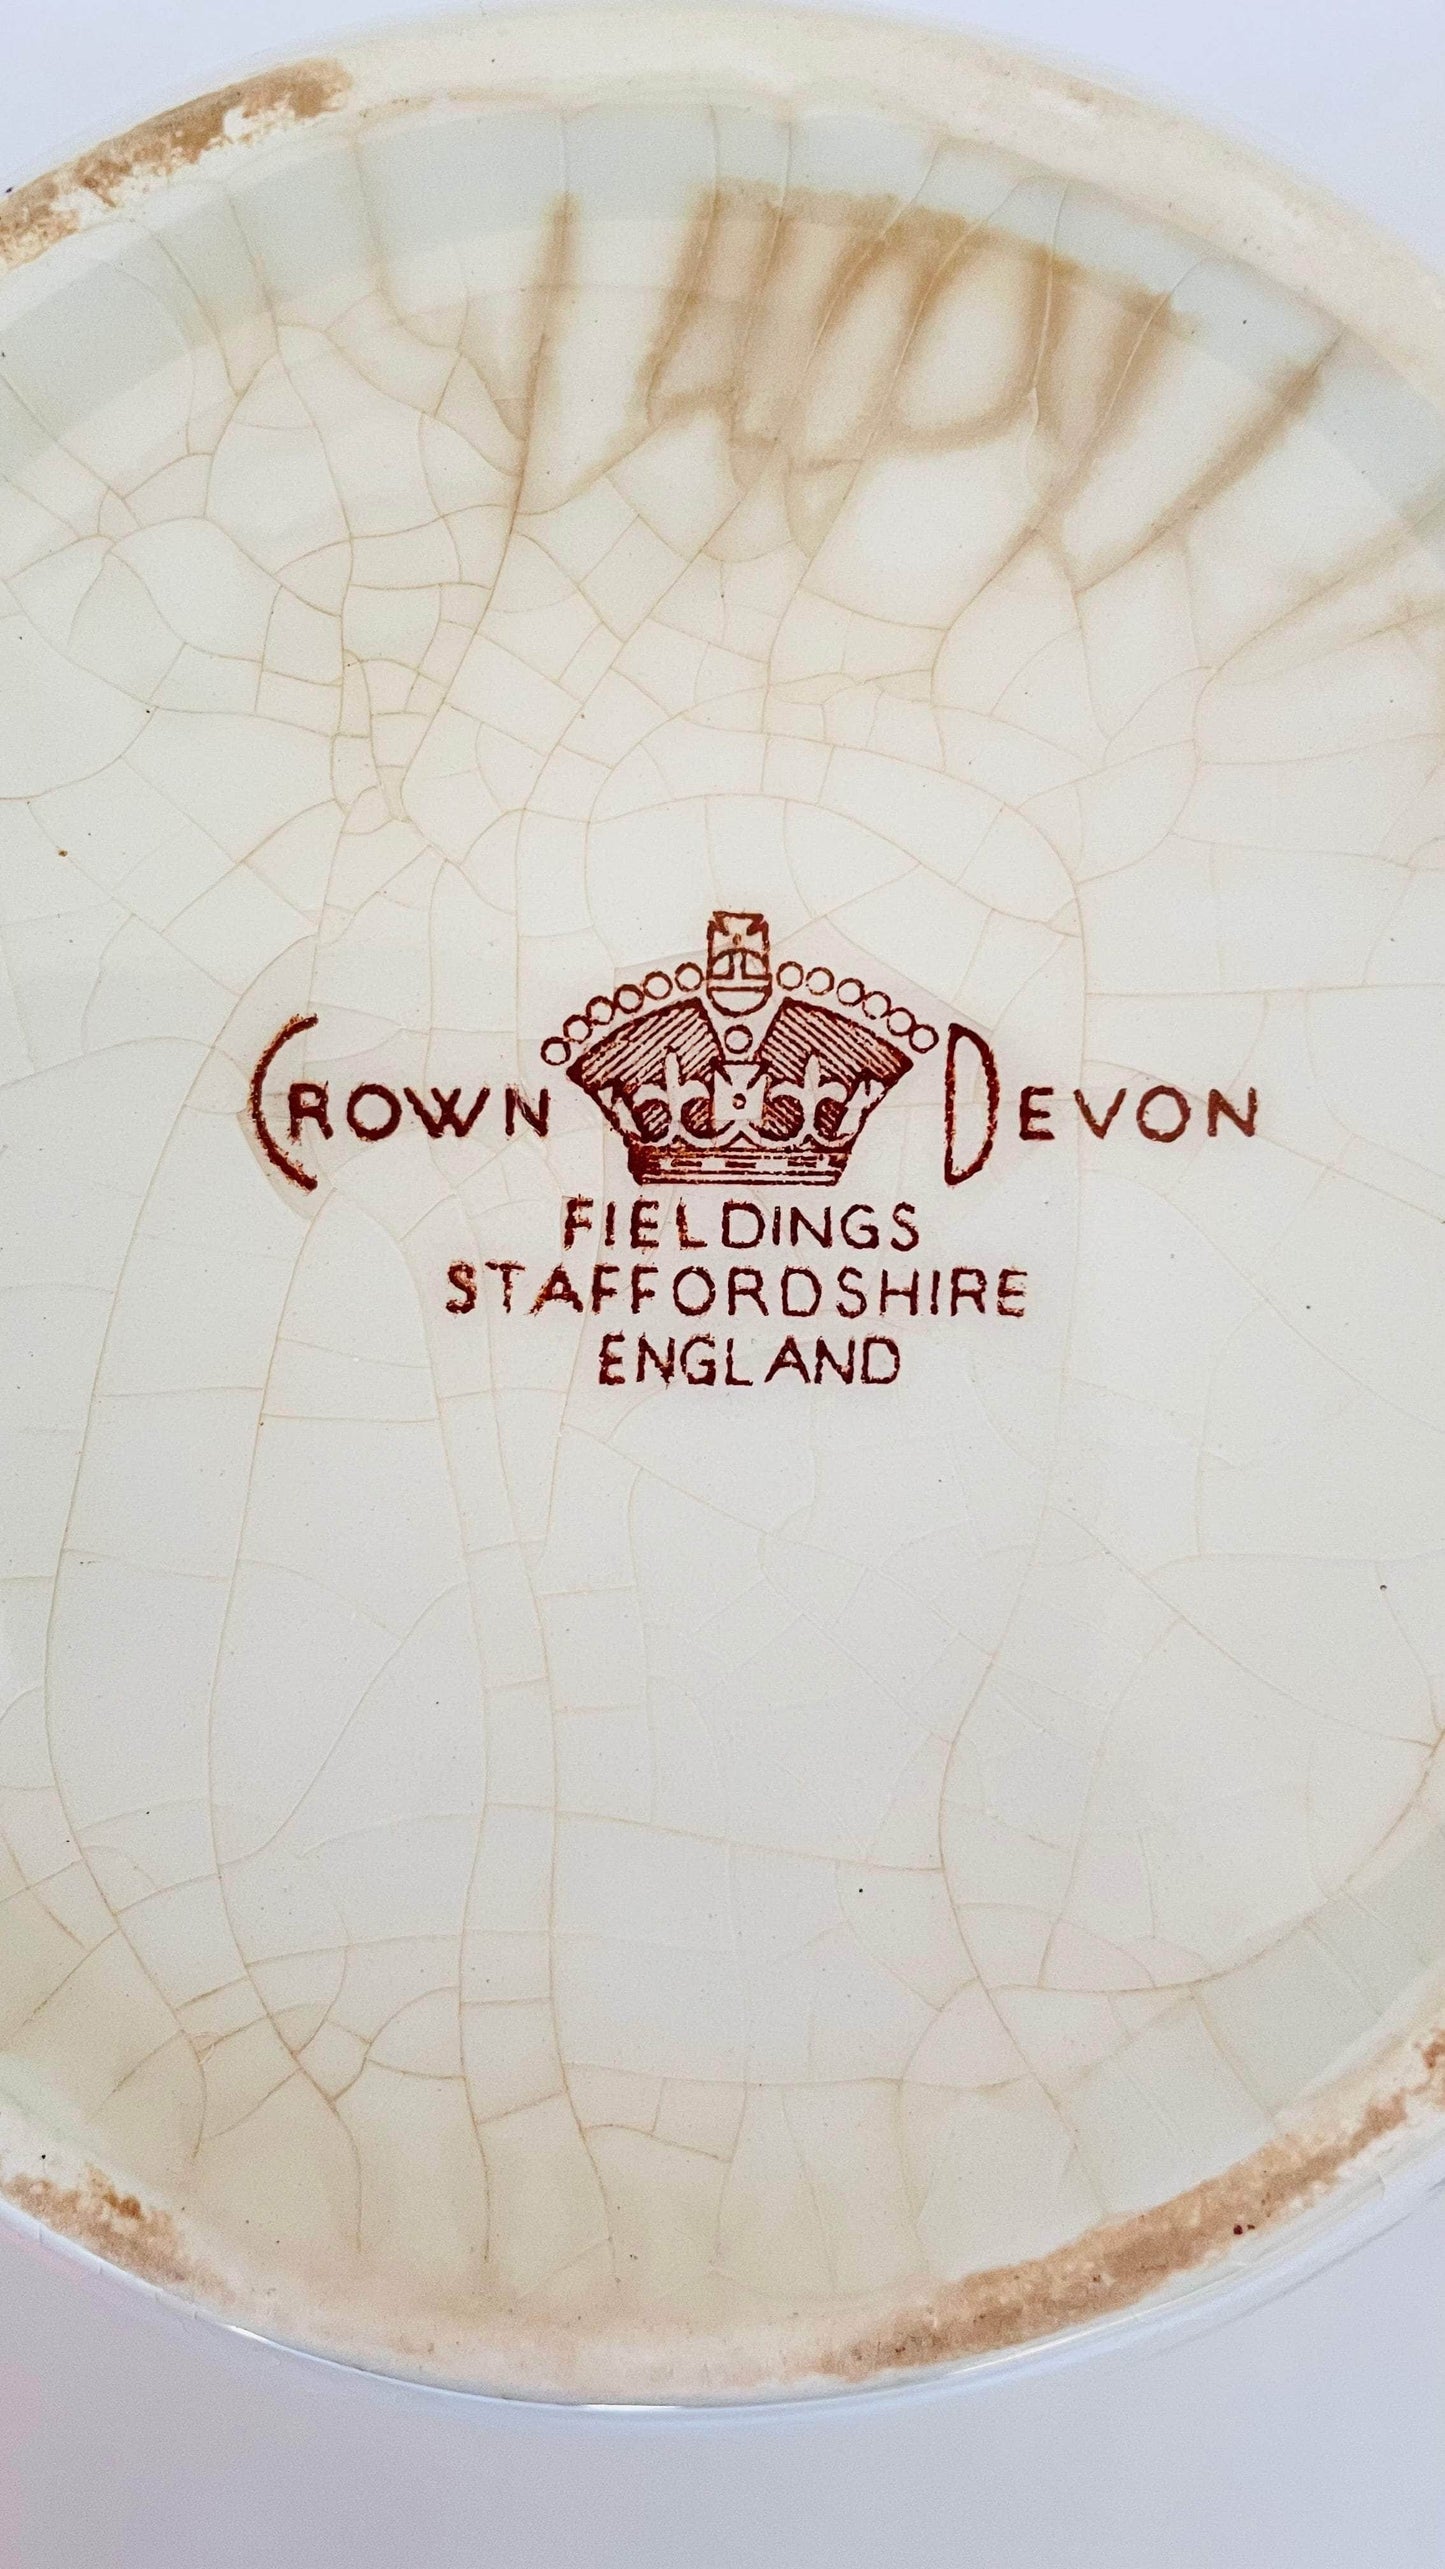 CROWN DEVON
FIELDINGS
STAFFORDSHIRE
ENGLAND